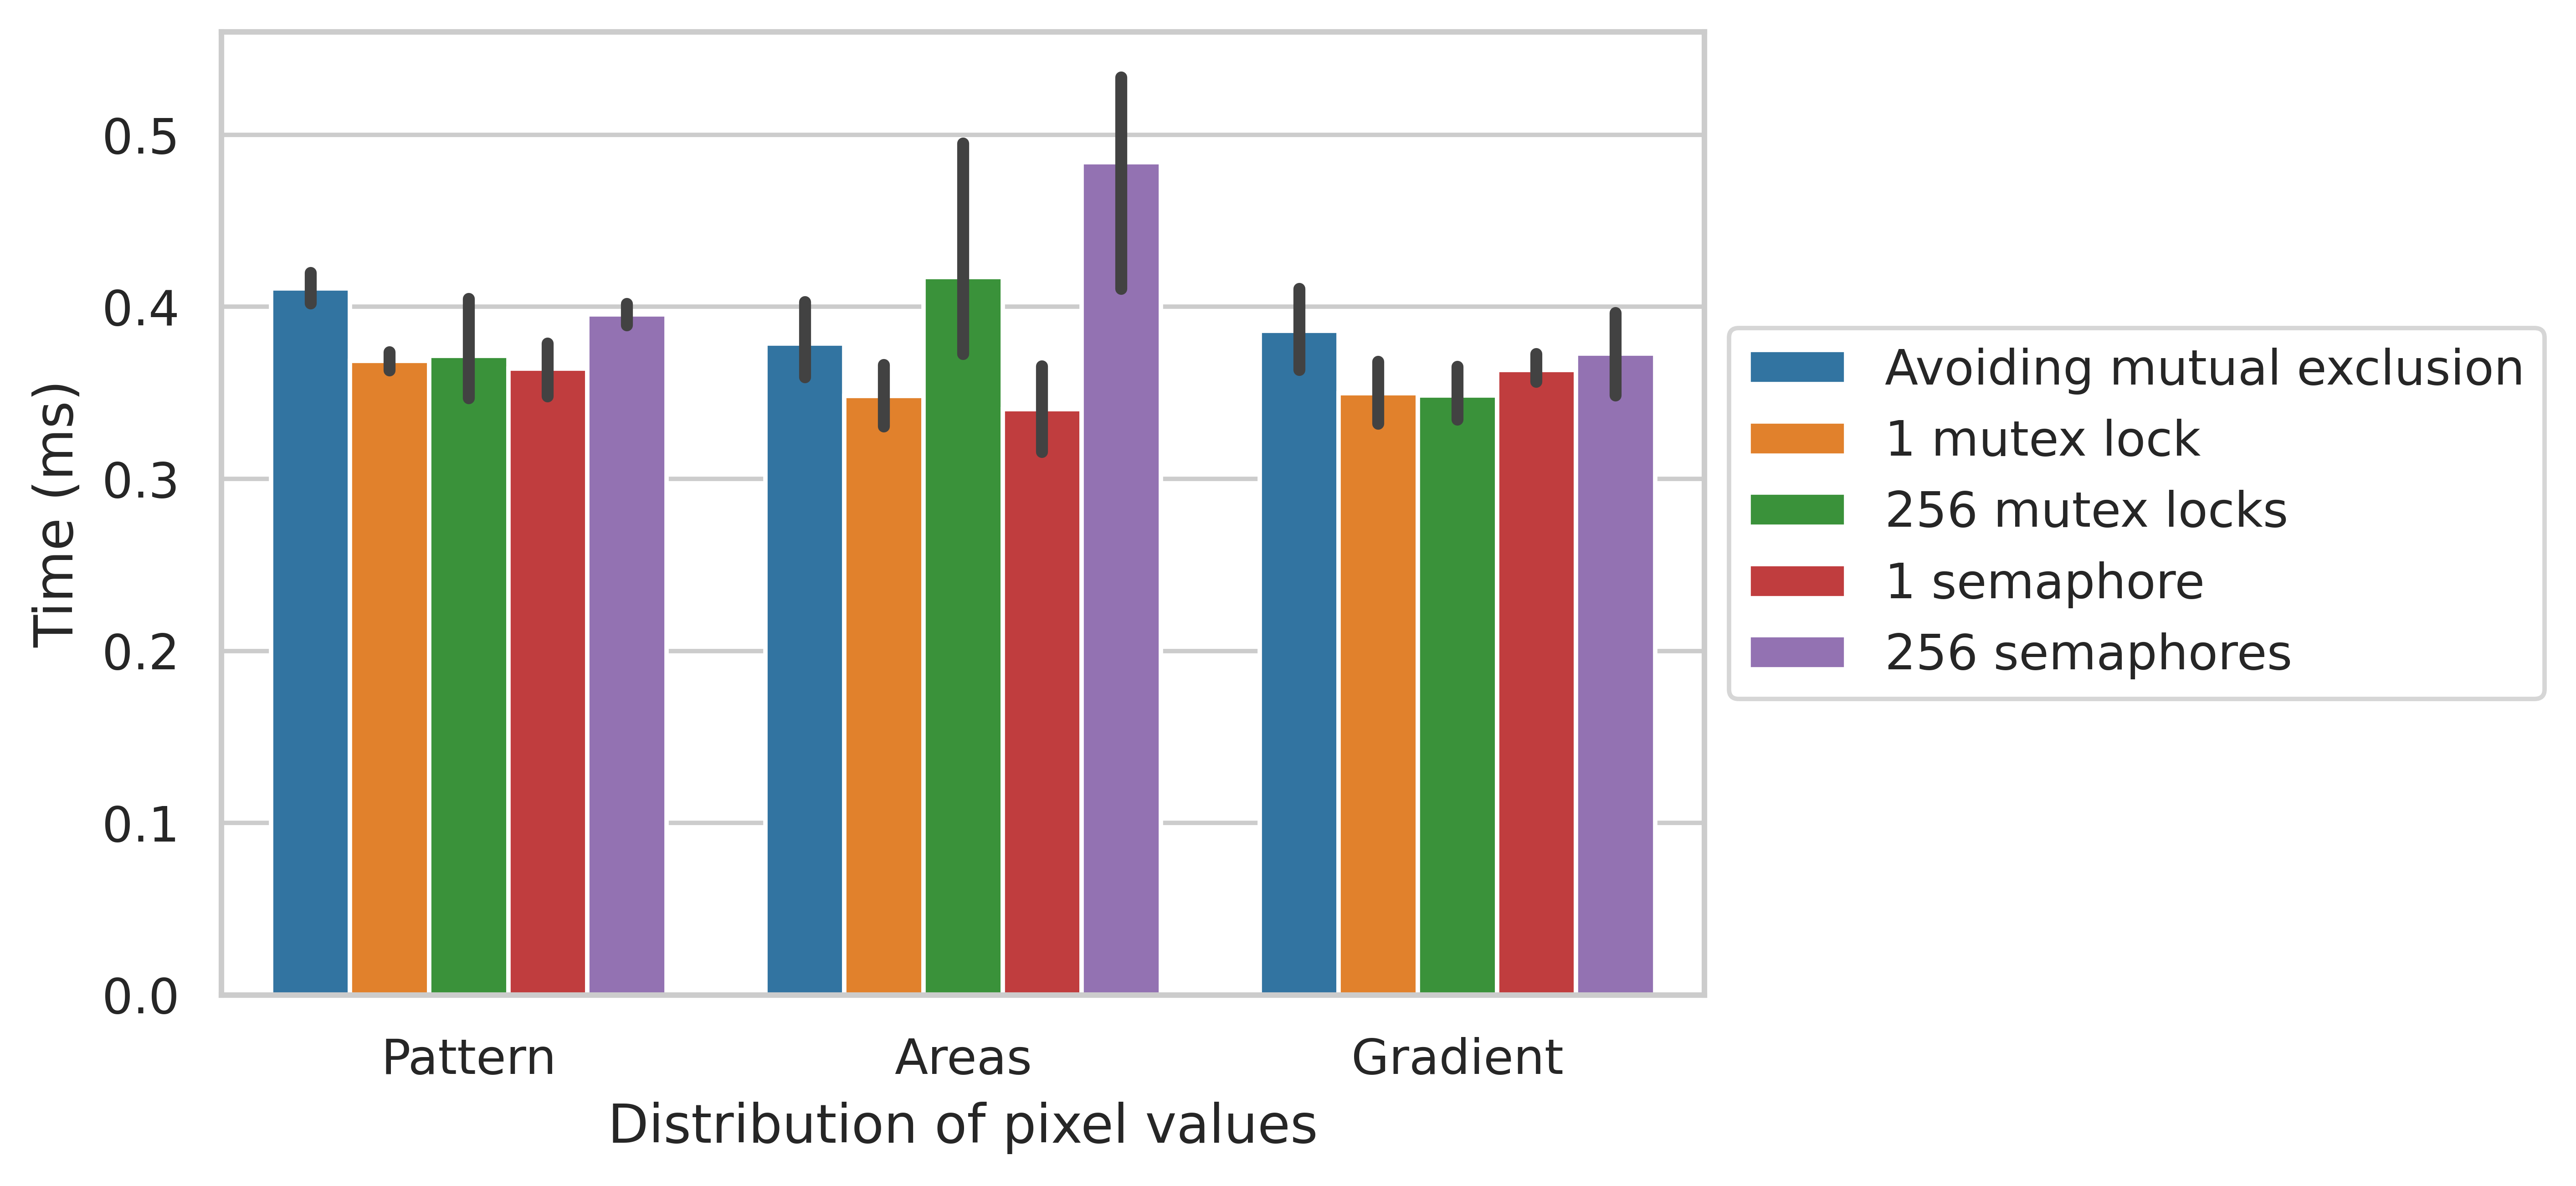 0.5
0.4
0.3
0.2
0.1
0.0
Time (ms)
Pattern
Areas
Gradient
Distribution of pixel values
Avoiding mutual exclusion
1 mutex lock
256 mutex locks
1 semaphore
256 semaphores